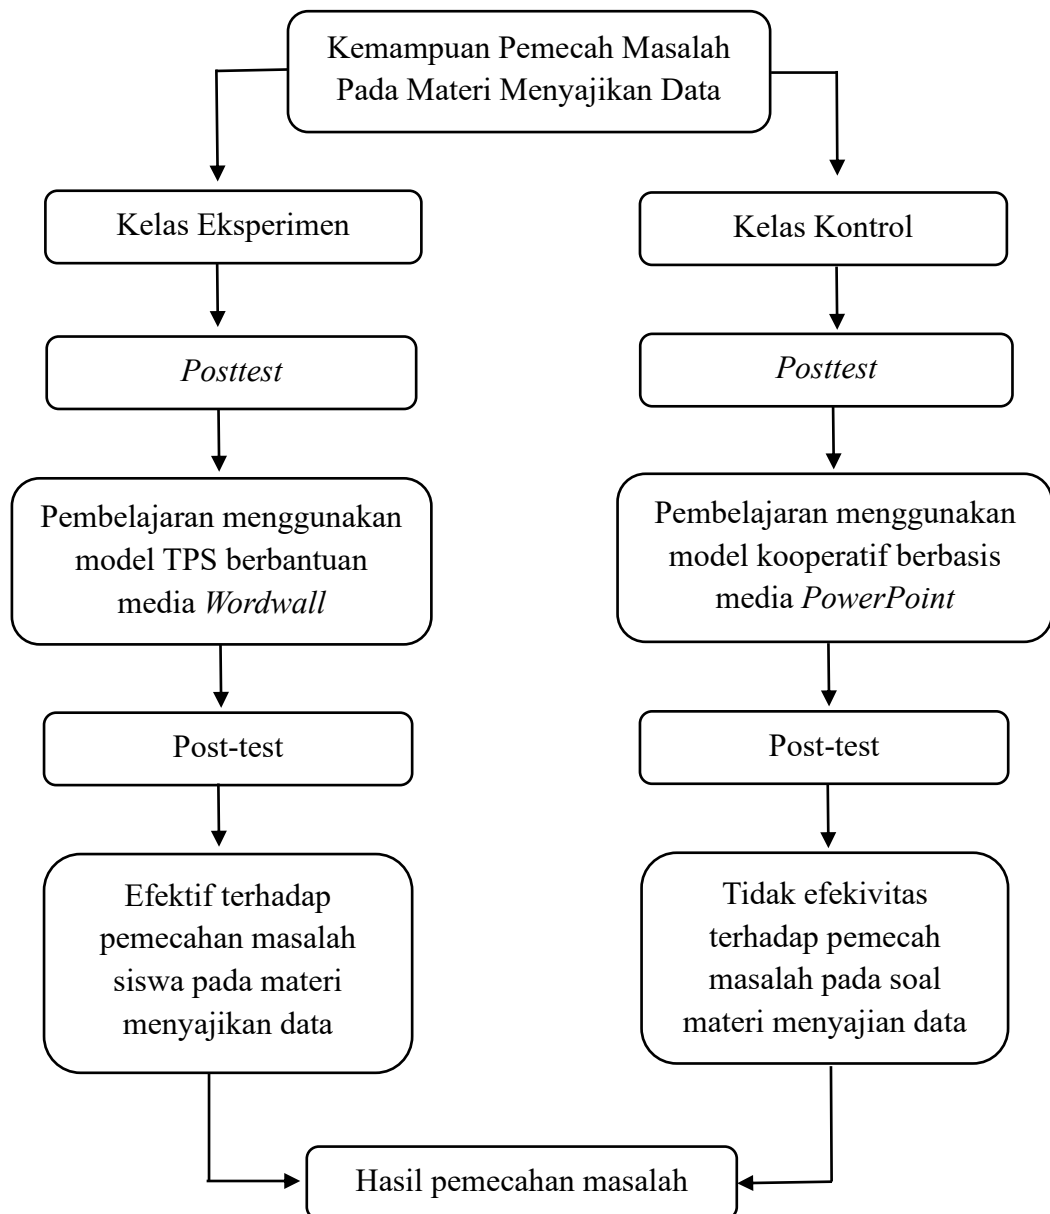 Kemampuan Pemecah Masalah
Pada Materi Menyajikan Data
Kelas Eksperimen
Kelas Kontrol
Posttest
Posttest
Pembelajaran menggunakan
model TPS berbantuan
media Wordwall
Pembelajaran menggunakan
model kooperatif berbasis
media PowerPoint
Post-test
Post-test
Efektif terhadap
pemecahan masalah
siswa pada materi
menyajikan data
Tidak efekivitas
terhadap pemecah
masalah pada soal
materi menyajian data
Hasil pemecahan masalah